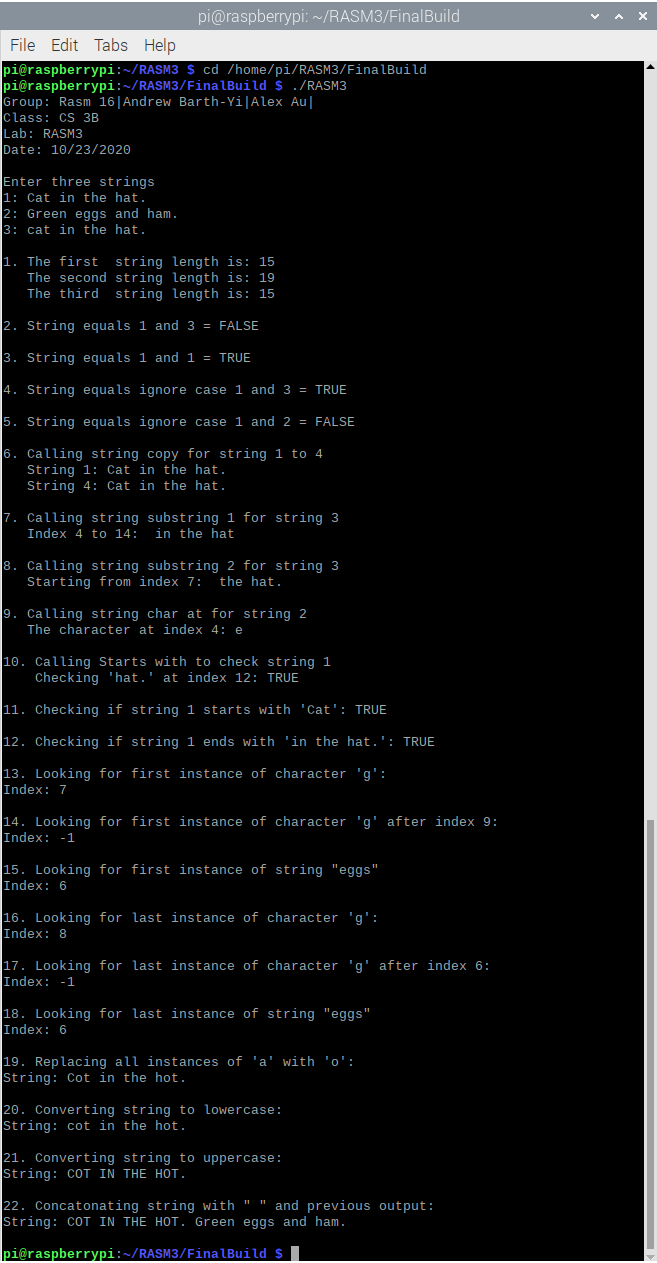 pi@raspberrypi: ~/RASM3/FinalBuild
File Edit Tabs Help
pi@raspberrypi:~/RASM3 $ cd /home/pi/RASM3/FinalBuild
pi@raspberrypi:~/RASM3/FinalBuild $ ./RASM3
Group: Rasm 16|Andrew Barth-Yi|Alex Au|
Class: CS 3B
Lab: RASM3
Date: 10/23/2020

Enter three strings
1: Cat in the hat.
2: Green eggs and ham.
3: cat in the hat.

1. The first  string length is: 15
   The second string length is: 19
   The third  string length is: 15

2. String equals 1 and 3 = FALSE

3. String equals 1 and 1 = TRUE

4. String equals ignore case 1 and 3 = TRUE

5. String equals ignore case 1 and 2 = FALSE

6. Calling string copy for string 1 to 4
   String 1: Cat in the hat.
   String 4: Cat in the hat.

7. Calling string substring 1 for string 3
   Index 4 to 14:  in the hat

8. Calling string substring 2 for string 3
   Starting from index 7:  the hat.

9. Calling string char at for string 2
   The character at index 4: e

10. Calling Starts with to check string 1
    Checking 'hat.' at index 12: TRUE

11. Checking if string 1 starts with 'Cat': TRUE

12. Checking if string 1 ends with 'in the hat.': TRUE

13. Looking for first instance of character 'g':
Index: 7

14. Looking for first instance of character 'g' after index 9:
Index: -1

15. Looking for first instance of string "eggs"
Index: 6

16. Looking for last instance of character 'g':
Index: 8

17. Looking for last instance of character 'g' after index 6:
Index: -1

18. Looking for last instance of string "eggs"
Index: 6

19. Replacing all instances of 'a' with 'o':
String: Cot in the hot.

20. Converting string to lowercase:
String: cot in the hot.

21. Converting string to uppercase:
String: COT IN THE HOT.

22. Concatonating string with " " and previous output:
String: COT IN THE HOT. Green eggs and ham.

pi@raspberrypi:~/RASM3/FinalBuild $